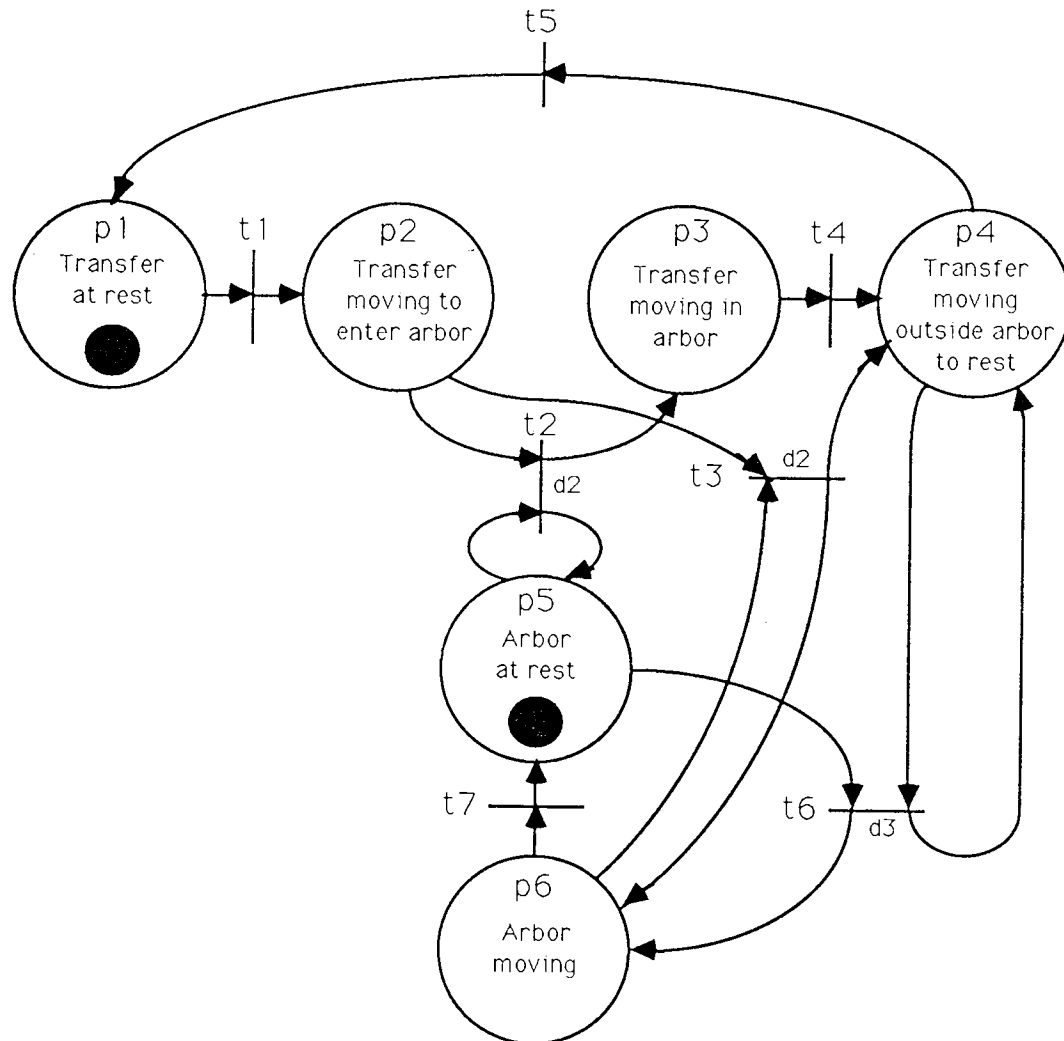 t5
p1
Transfer
at rest
t1
p2
Transfer
moving to
enter arbor
p3
Transfer
moving in
arbor
t4
p4
Transfer
moving
outside arbor
to rest
t2
d2
t3
d2
p5
Arbor
at rest
t7
t6
d3
p6
Arbor
moving